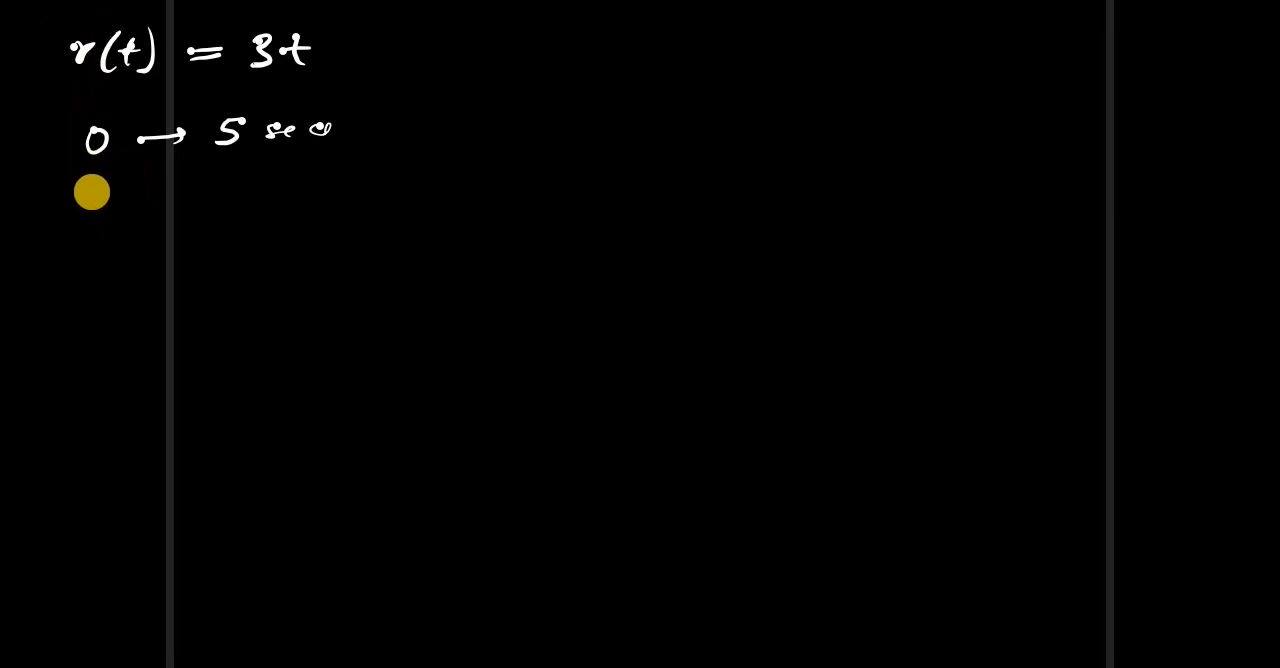 r(t) = 3t
0 → 5 sec